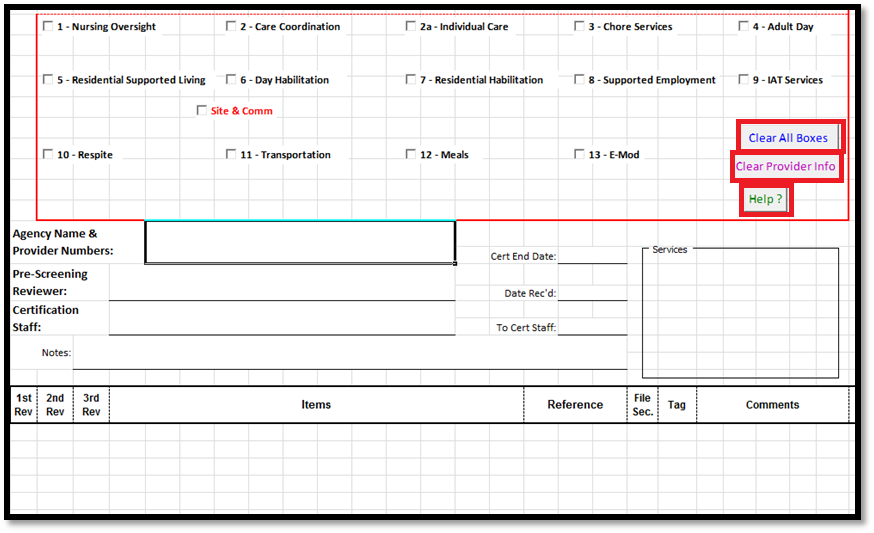 1 - Nursing Oversight 2 - Care Coordination 2a - Individual Care 3 - Chore Services 4 - Adult Day
5 - Residential Supported Living 6 - Day Habilitation 7 - Residential Habilitation 8 - Supported Employment 9 - IAT Services
Site & Comm
Clear All Boxes
10 - Respite 11 - Transportation 12 - Meals 13 - E-Mod
Clear Provider Info
Help ?
Agency Name &
Provider Numbers:
Cert End Date:
Services
Pre-Screening
Reviewer:
Date Rec'd:
Certification
Staff:
To Cert Staff:
Notes:
1st Rev 2nd Rev 3rd Rev Items Reference File Sec. Tag Comments